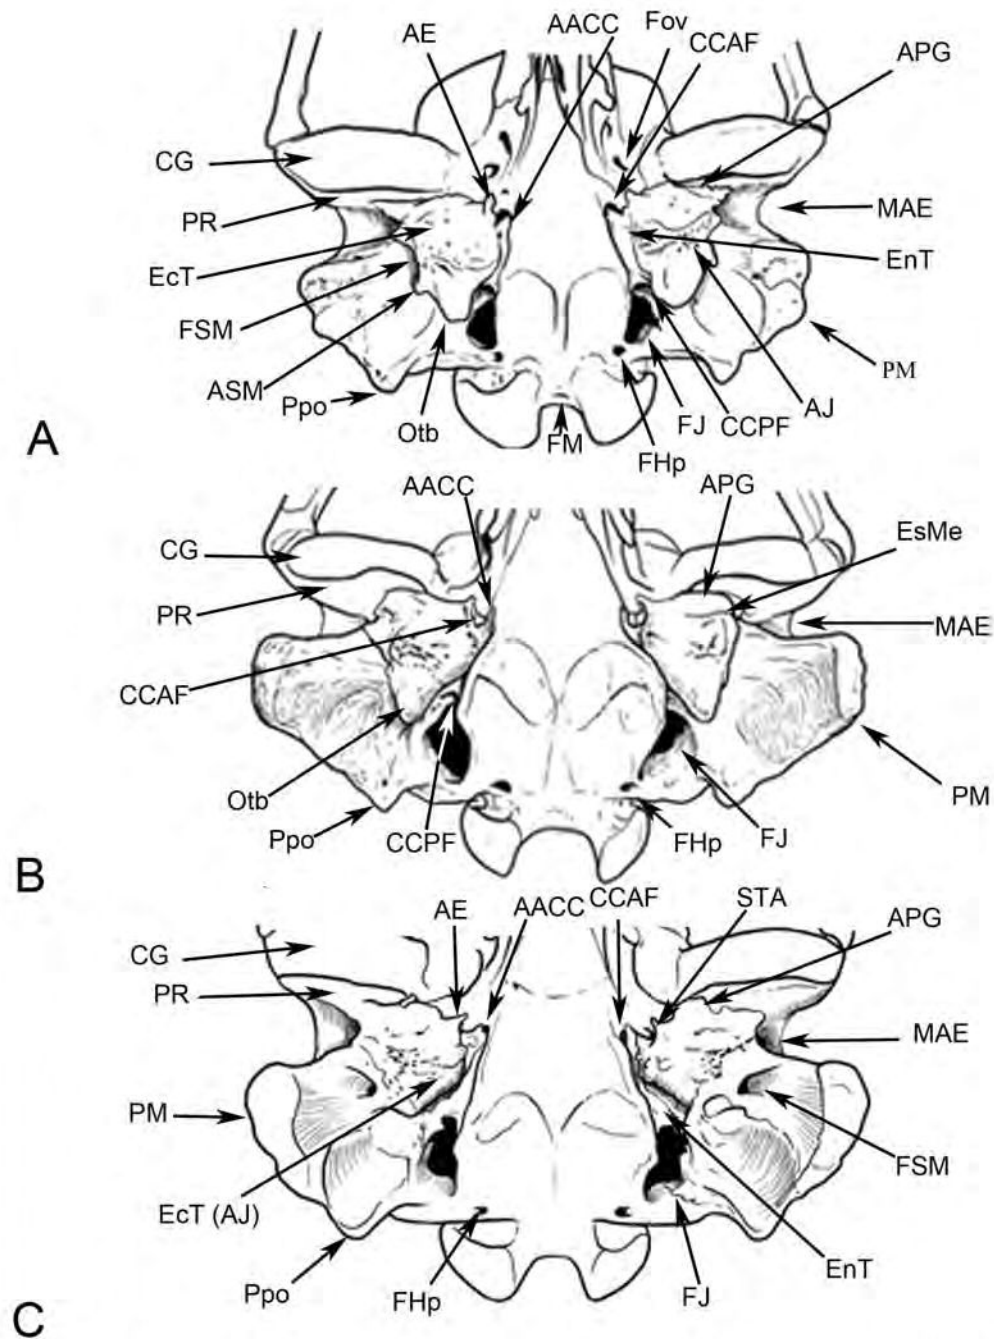 AE AACC Fov CCAF APG
CG
PR MAE
EcT EnT
FSM PM
ASM Ppo Otb FM FHp FJ CCPF AJ
A
AACC APG
CG EsMe
PR MAE
CCAF
Otb PM
Ppo CCPF FHp FJ
B
AE AACC CCAF STA APG
CG
PR MAE
PM
FSM
EcT (AJ)
Ppo FHp FJ EnT
C